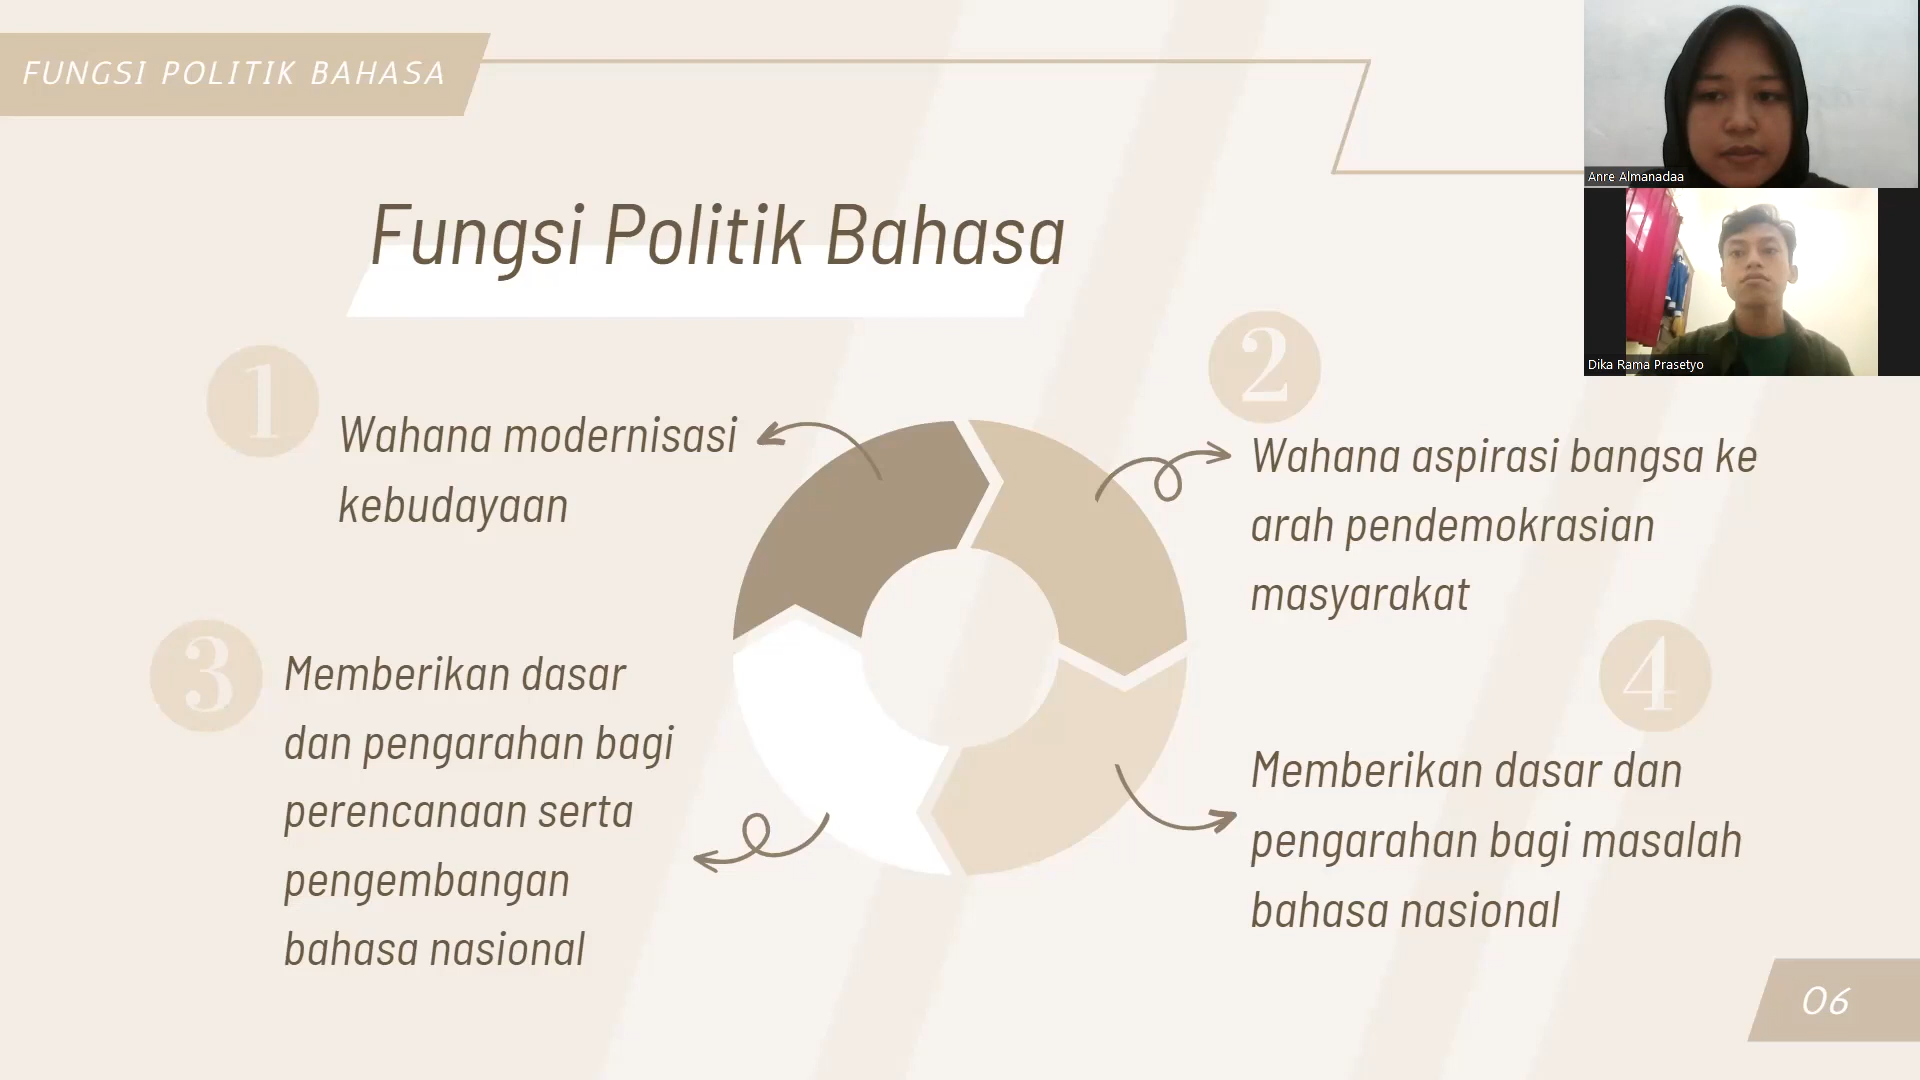 FUNGSI POLITIK BAHASA
Anre Almanadaa
Dika Rama Prasetyo
Fungsi Politik Bahasa
1
Wahana modernisasi
kebudayaan
2
Wahana aspirasi bangsa ke
arah pendemokrasian
masyarakat
3
Memberikan dasar
dan pengarahan bagi
perencanaan serta
pengembangan
bahasa nasional
4
Memberikan dasar dan
pengarahan bagi masalah
bahasa nasional
06